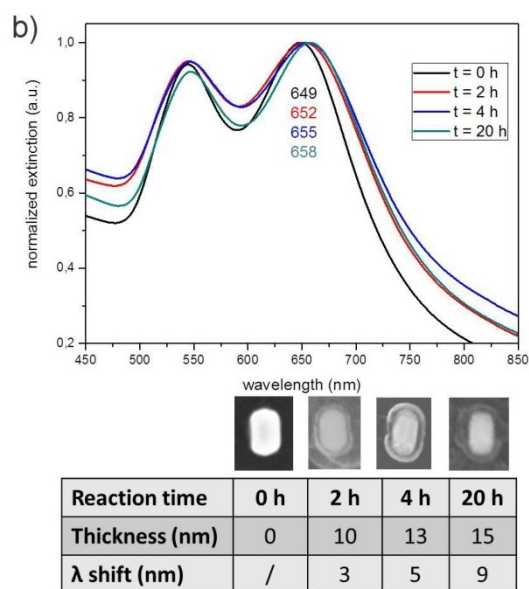 b)
normalized extinction (a.u.)
1,0
0,8
0,6
0,4
0,2
t = 0 h
t = 2 h
t = 4 h
t = 20 h
649
652
655
658
450 500 550 600 650 700 750 800 850
wavelength (nm)
Reaction time 0 h 2 h 4 h 20 h
Thickness (nm) 0 10 13 15
λ shift (nm) / 3 5 9